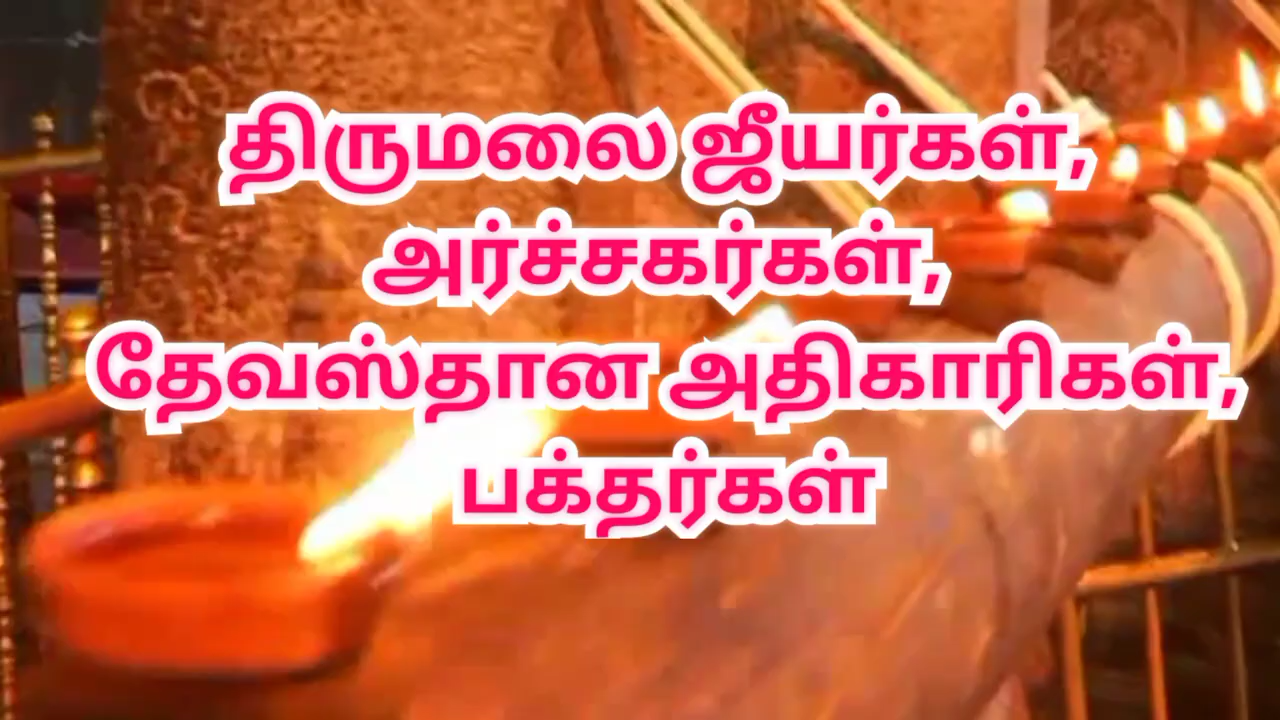 திருமலை ஜீயர்கள்,
அர்ச்சகர்கள்,
தேவஸ்தான அதிகாரிகள்,
பக்தர்கள்